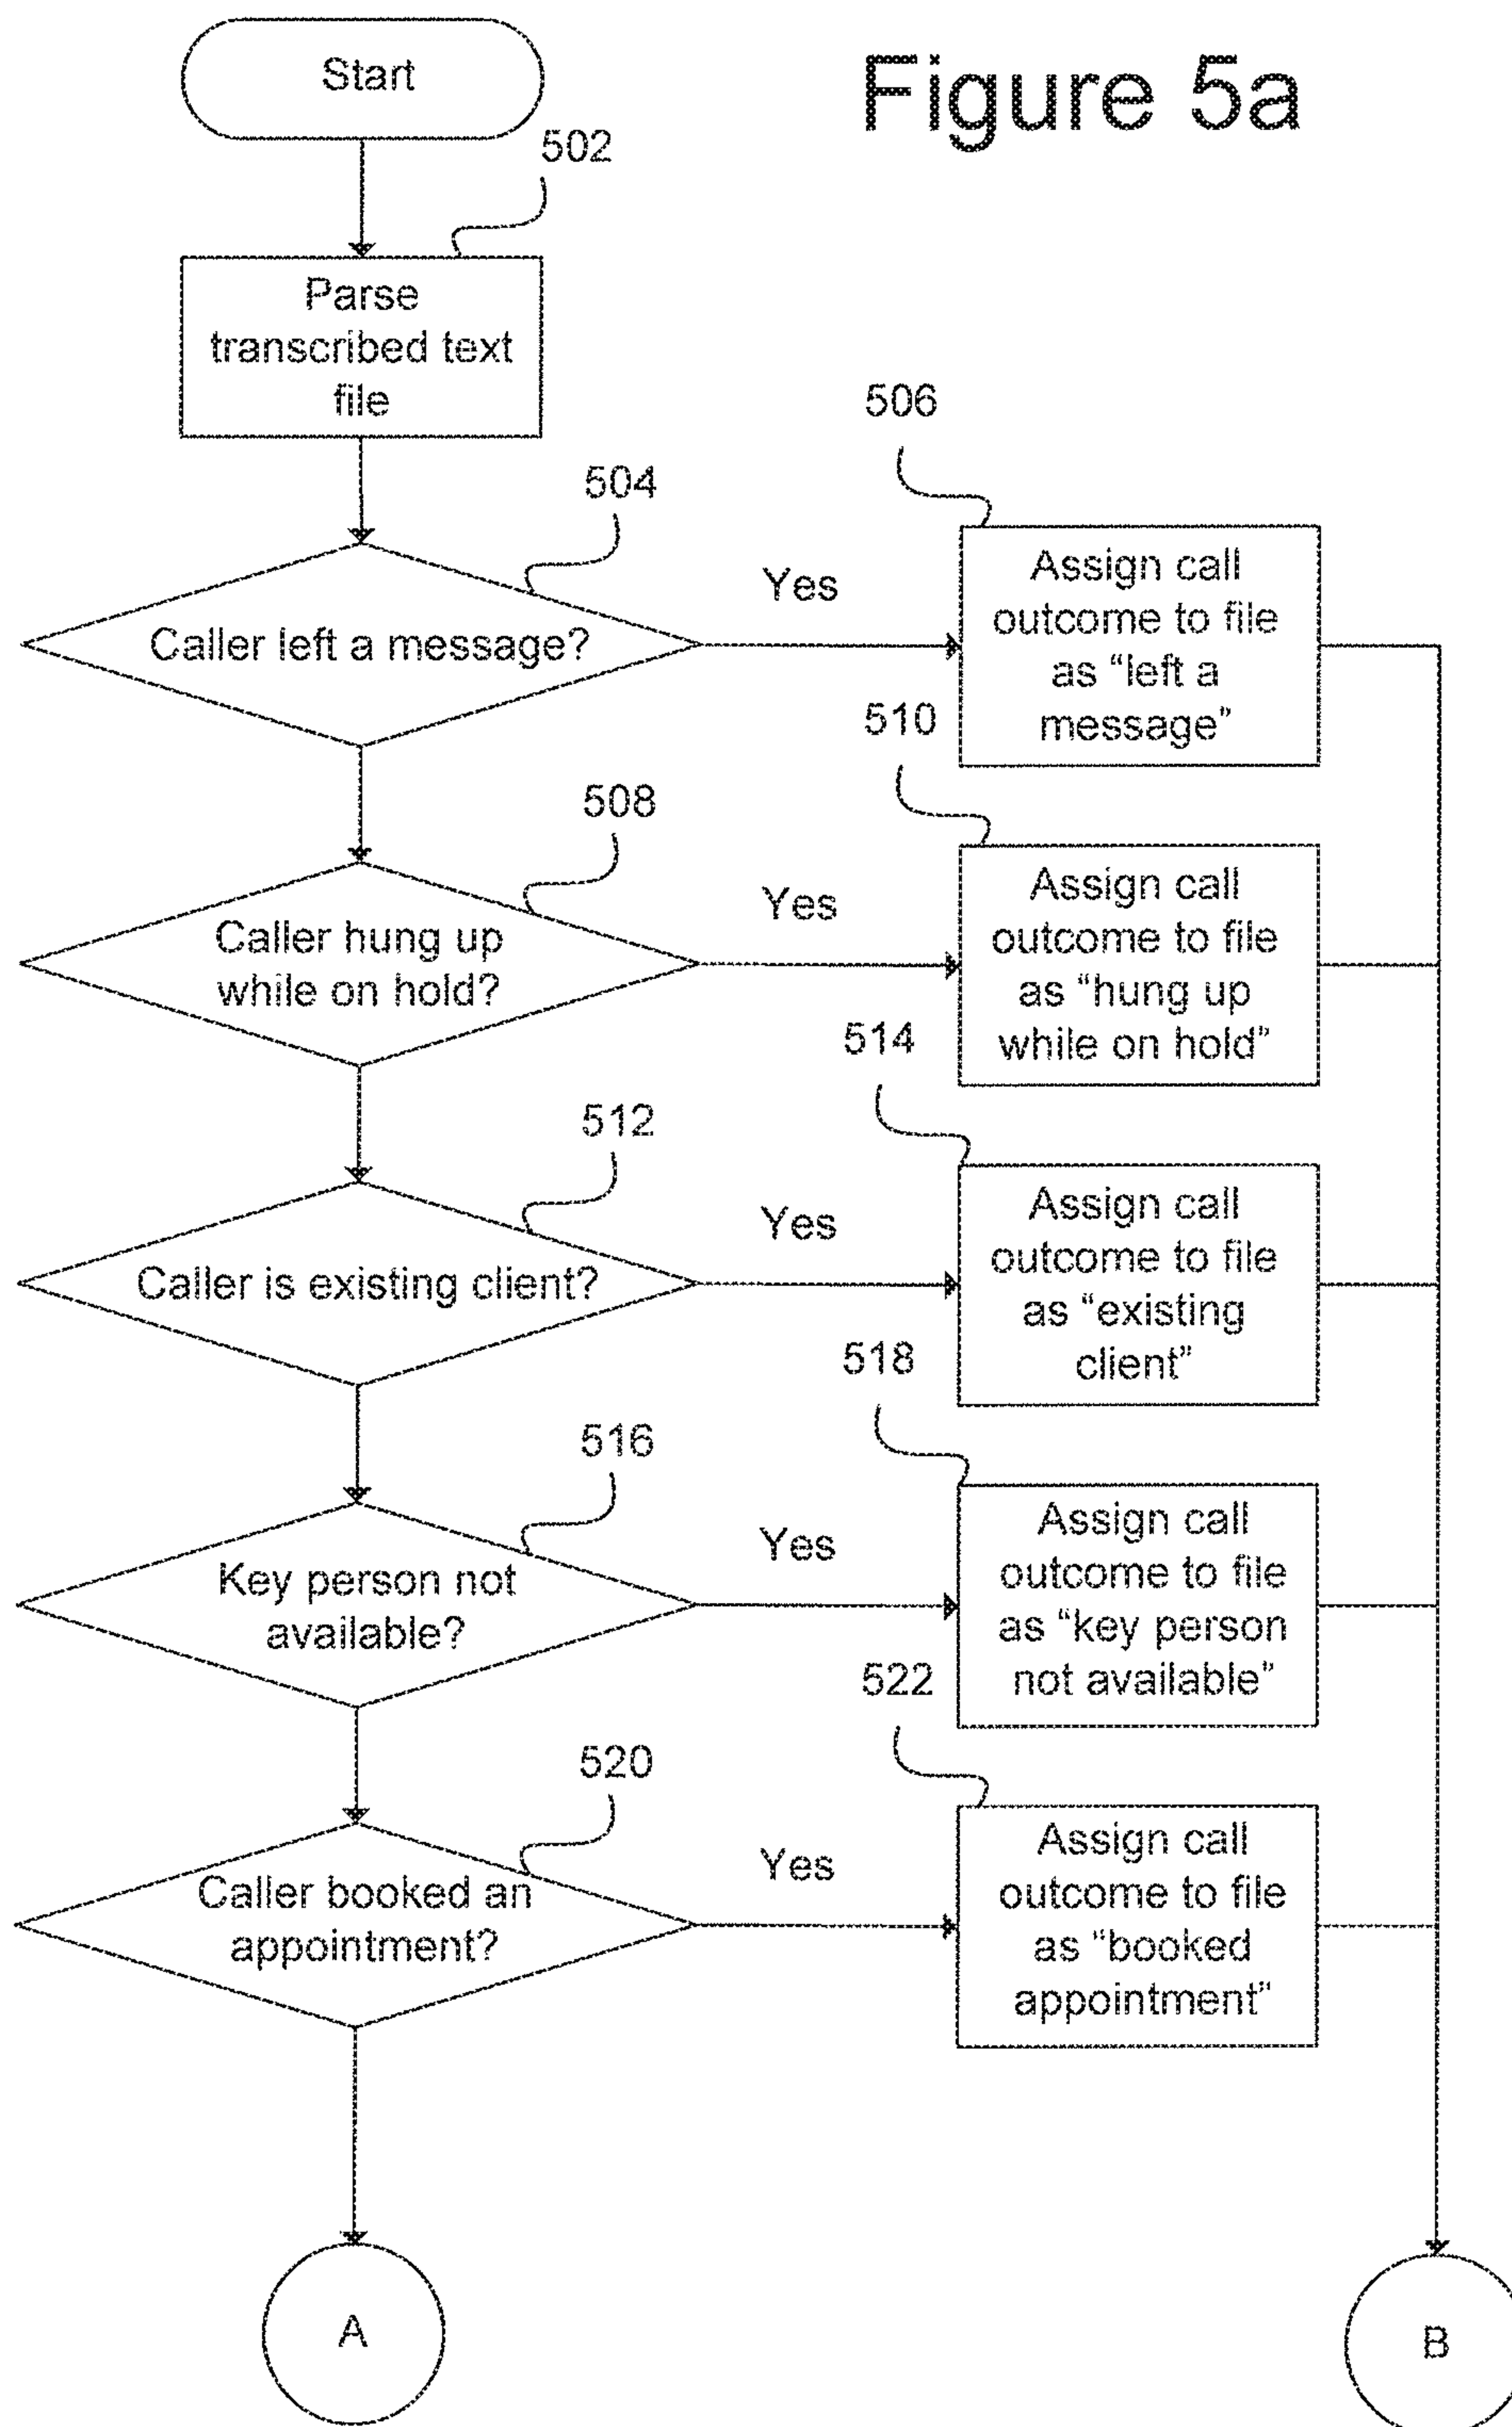 Start
Figure 5a
502
Parse
transcribed text
file
506
504
Yes
Caller left a message?
Assign call
outcome to file
as “left a
message”
510
508
Yes
Caller hung up
while on hold?
Assign call
outcome to file
as “hung up
while on hold”
514
512
Yes
Caller is existing client?
Assign call
outcome to file
as “existing
client”
518
516
Yes
Key person not
available?
Assign call
outcome to file
as “key person
not available”
522
520
Yes
Caller booked an
appointment?
Assign call
outcome to file
as “booked
appointment”
A
B